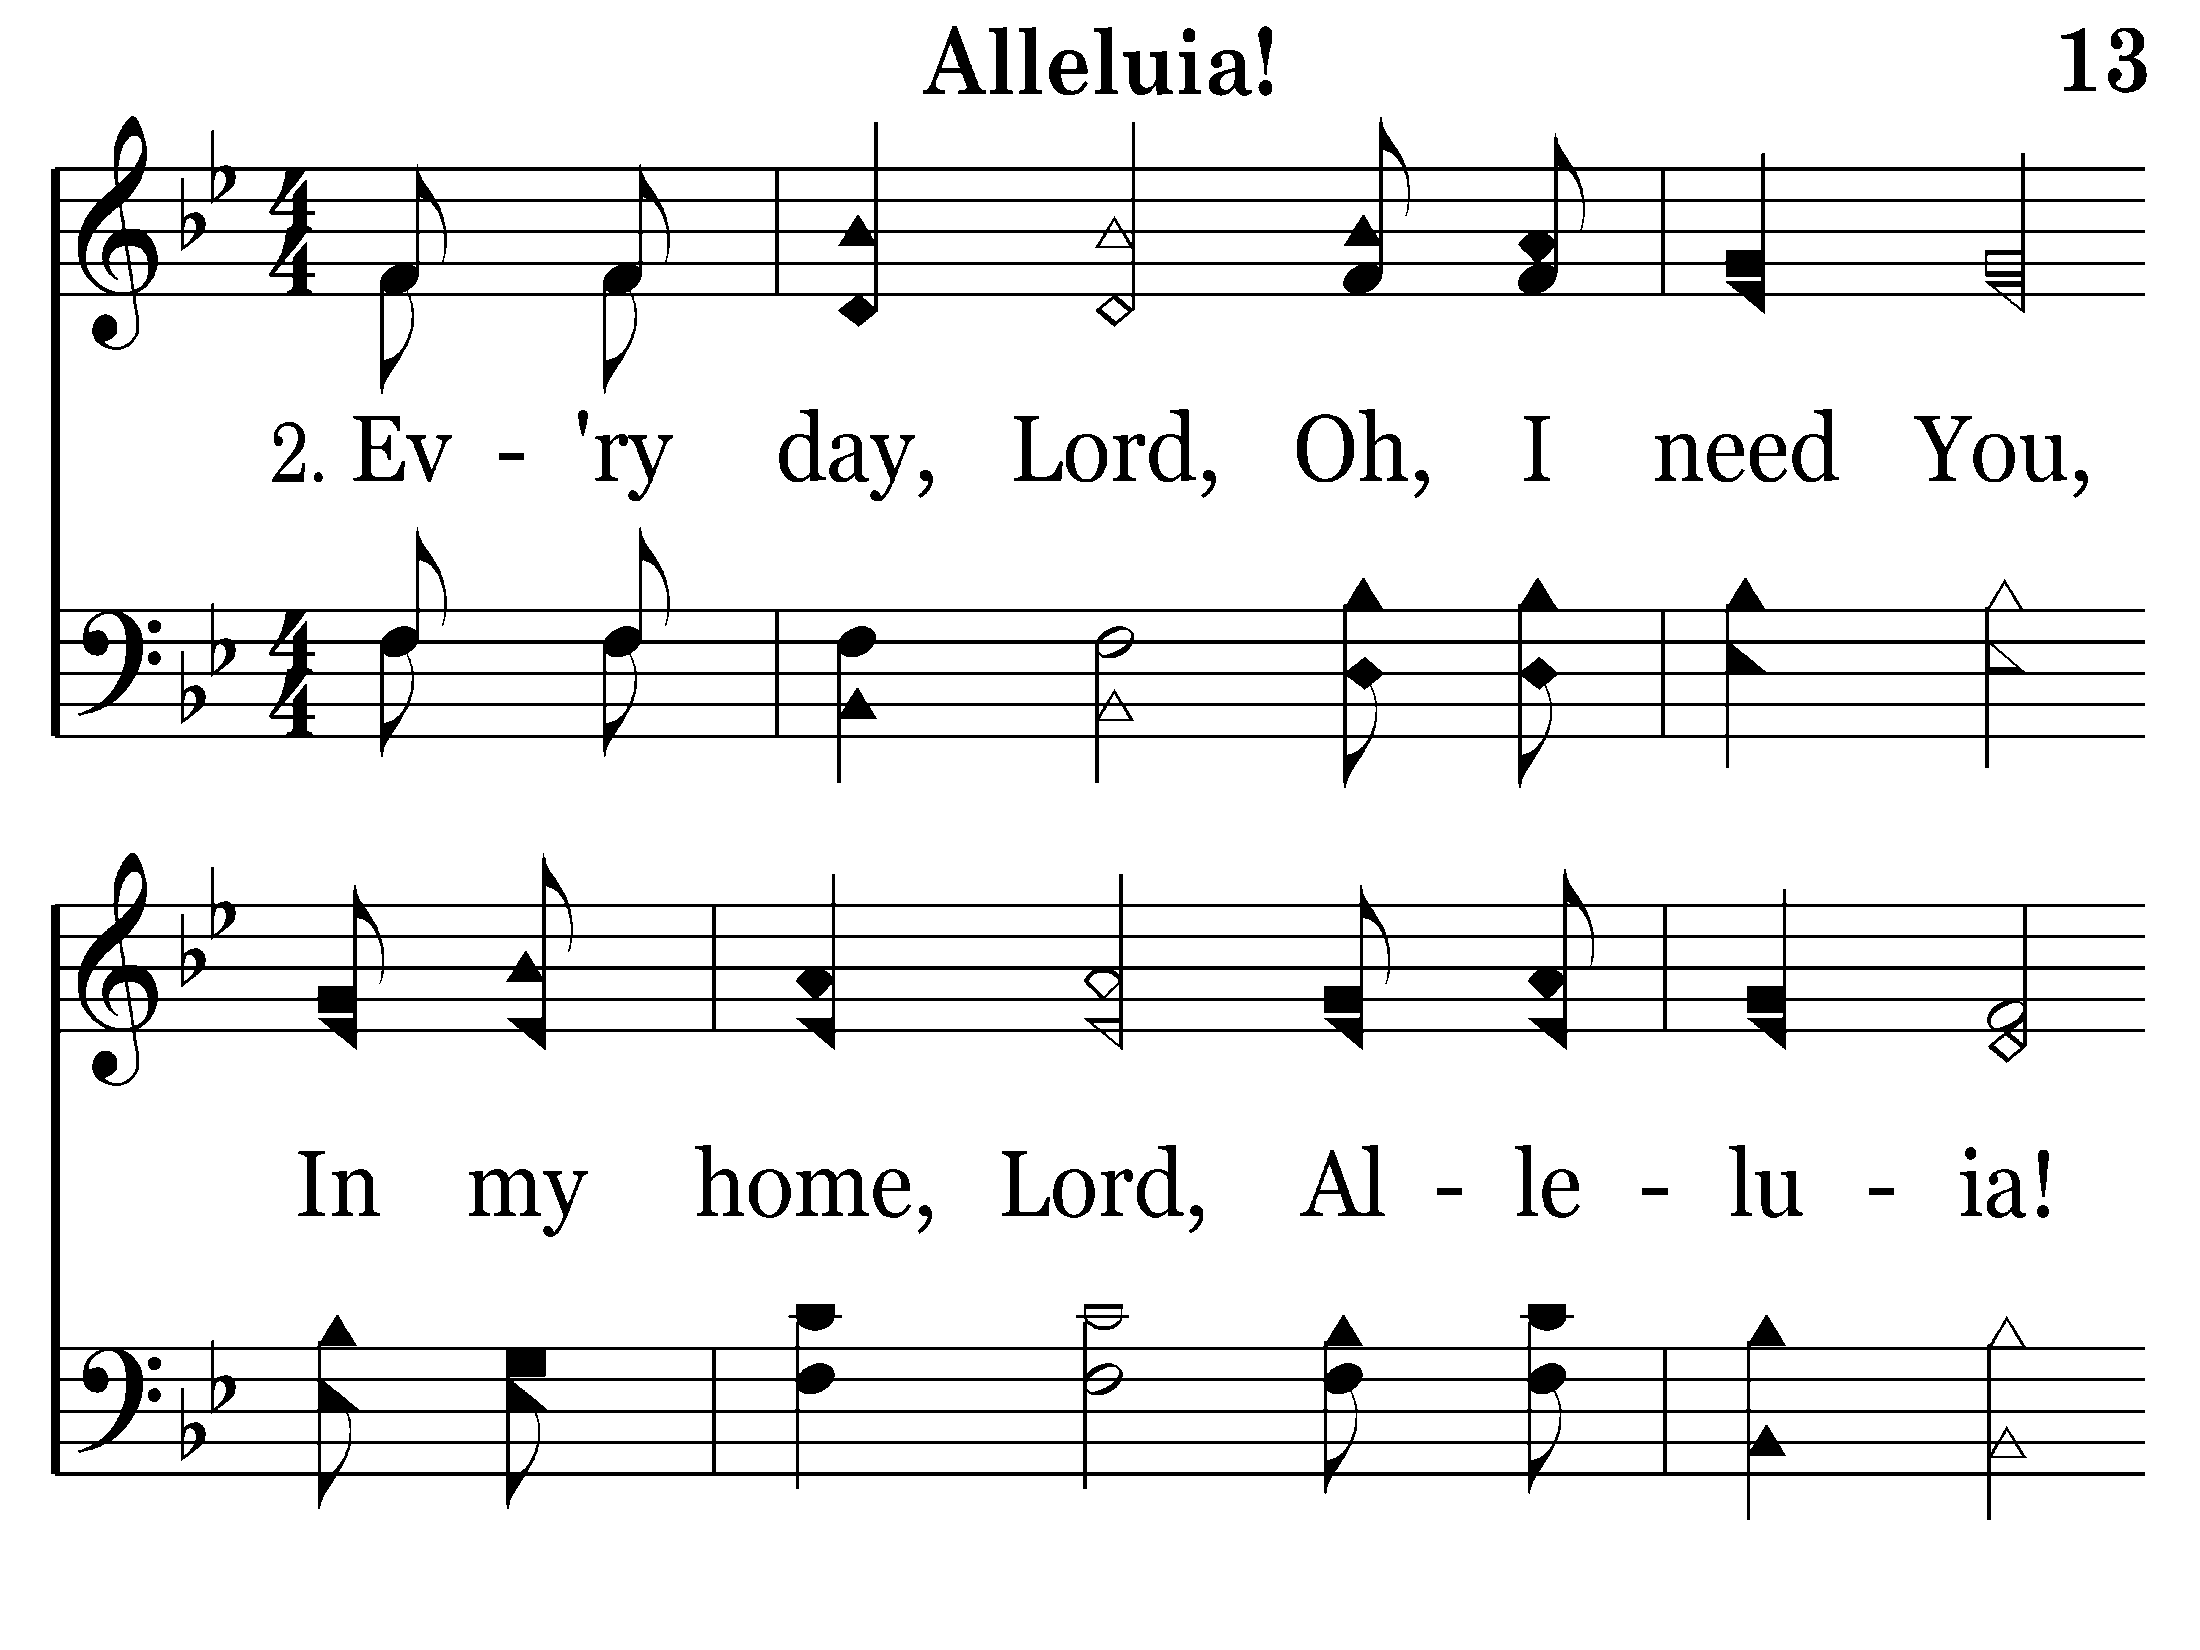 Alleluia! 13
2. Ev - 'ry day, Lord, Oh, I need You,
In my home, Lord, Al - le - lu - ia!